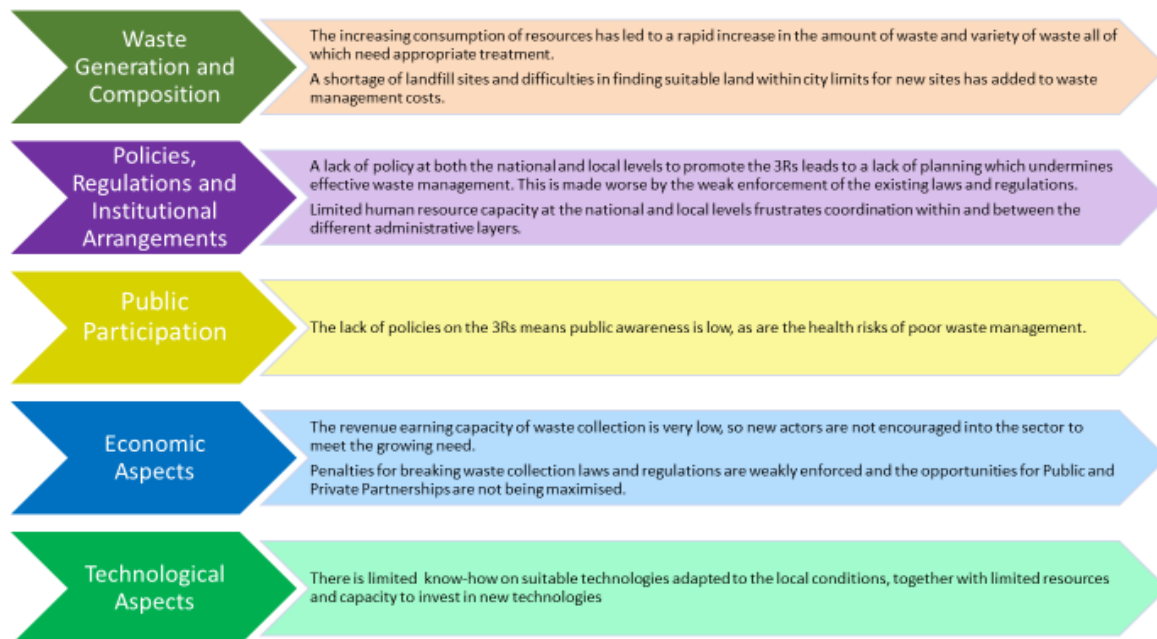 Waste
Generation and
Composition
The increasing consumption of resources has led to a rapid increase in the amount of waste and variety of waste all of
which need appropriate treatment.
A shortage of landfill sites and difficulties in finding suitable land within city limits for new sites has added to waste
management costs.
Policies,
Regulations and
Institutional
Arrangements
A lack of policy at both the national and local levels to promote the 3Rs leads to a lack of planning which undermines
effective waste management. This is made worse by the weak enforcement of the existing laws and regulations.
Limited human resource capacity at the national and local levels frustrates coordination within and between the
different administrative layers.
Public
Participation
The lack of policies on the 3Rs means public awareness is low, as are the health risks of poor waste management.
Economic
Aspects
The revenue earning capacity of waste collection is very low, so new actors are not encouraged into the sector to
meet the growing need.
Penalties for breaking waste collection laws and regulations are weakly enforced and the opportunities for Public and
Private Partnerships are not being maximised.
Technological
Aspects
There is limited know-how on suitable technologies adapted to the local conditions, together with limited resources
and capacity to invest in new technologies